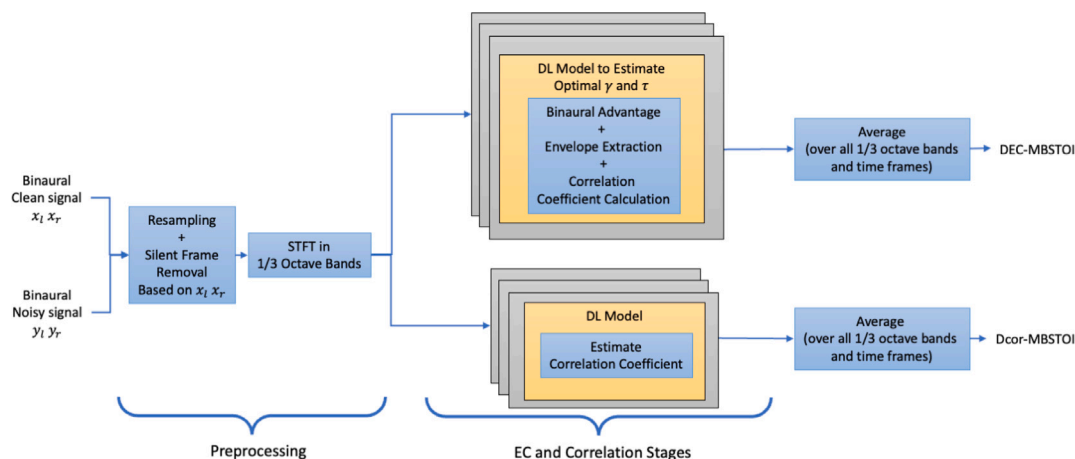 DL Model to Estimate
Optimal γ and τ
Binaural Advantage
+
Envelope Extraction
+
Correlation
Coefficient Calculation
Average
(over all 1/3 octave bands
and time frames)
DEC-MBSTOI
Binaural
Clean signal
x_l x_r
Resampling
+
Silent Frame
Removal
Based on x_l x_r
STFT in
1/3 Octave Bands
Binaural
Noisy signal
y_l y_r
DL Model
Estimate
Correlation Coefficient
Average
(over all 1/3 octave bands
and time frames)
Dcor-MBSTOI
Preprocessing
EC and Correlation Stages